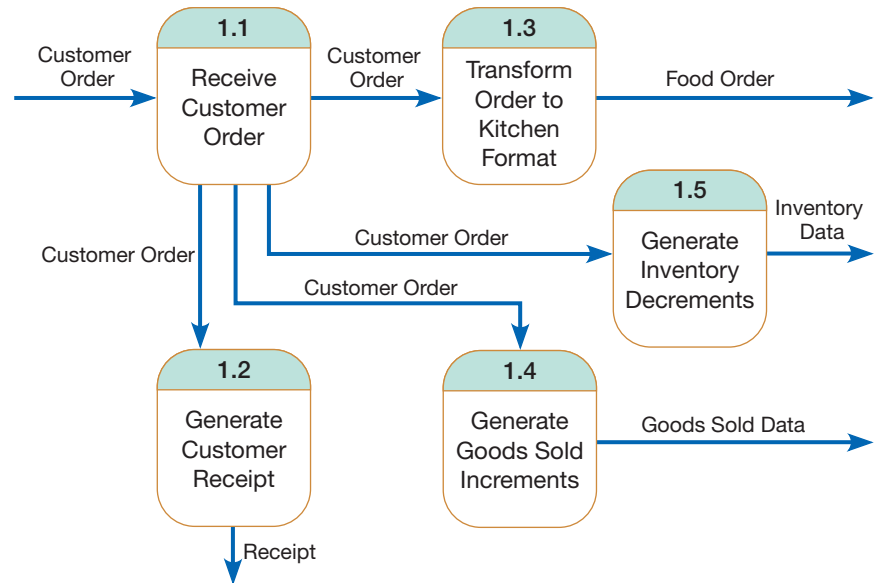 1.1
Receive
Customer
Order
Customer
Order
Customer
Order
1.3
Transform
Order to
Kitchen
Format
Food Order
1.5
Generate
Inventory
Decrements
Inventory
Data
Customer Order
Customer Order
Customer Order
1.2
Generate
Customer
Receipt
1.4
Generate
Goods Sold
Increments
Goods Sold Data
Receipt